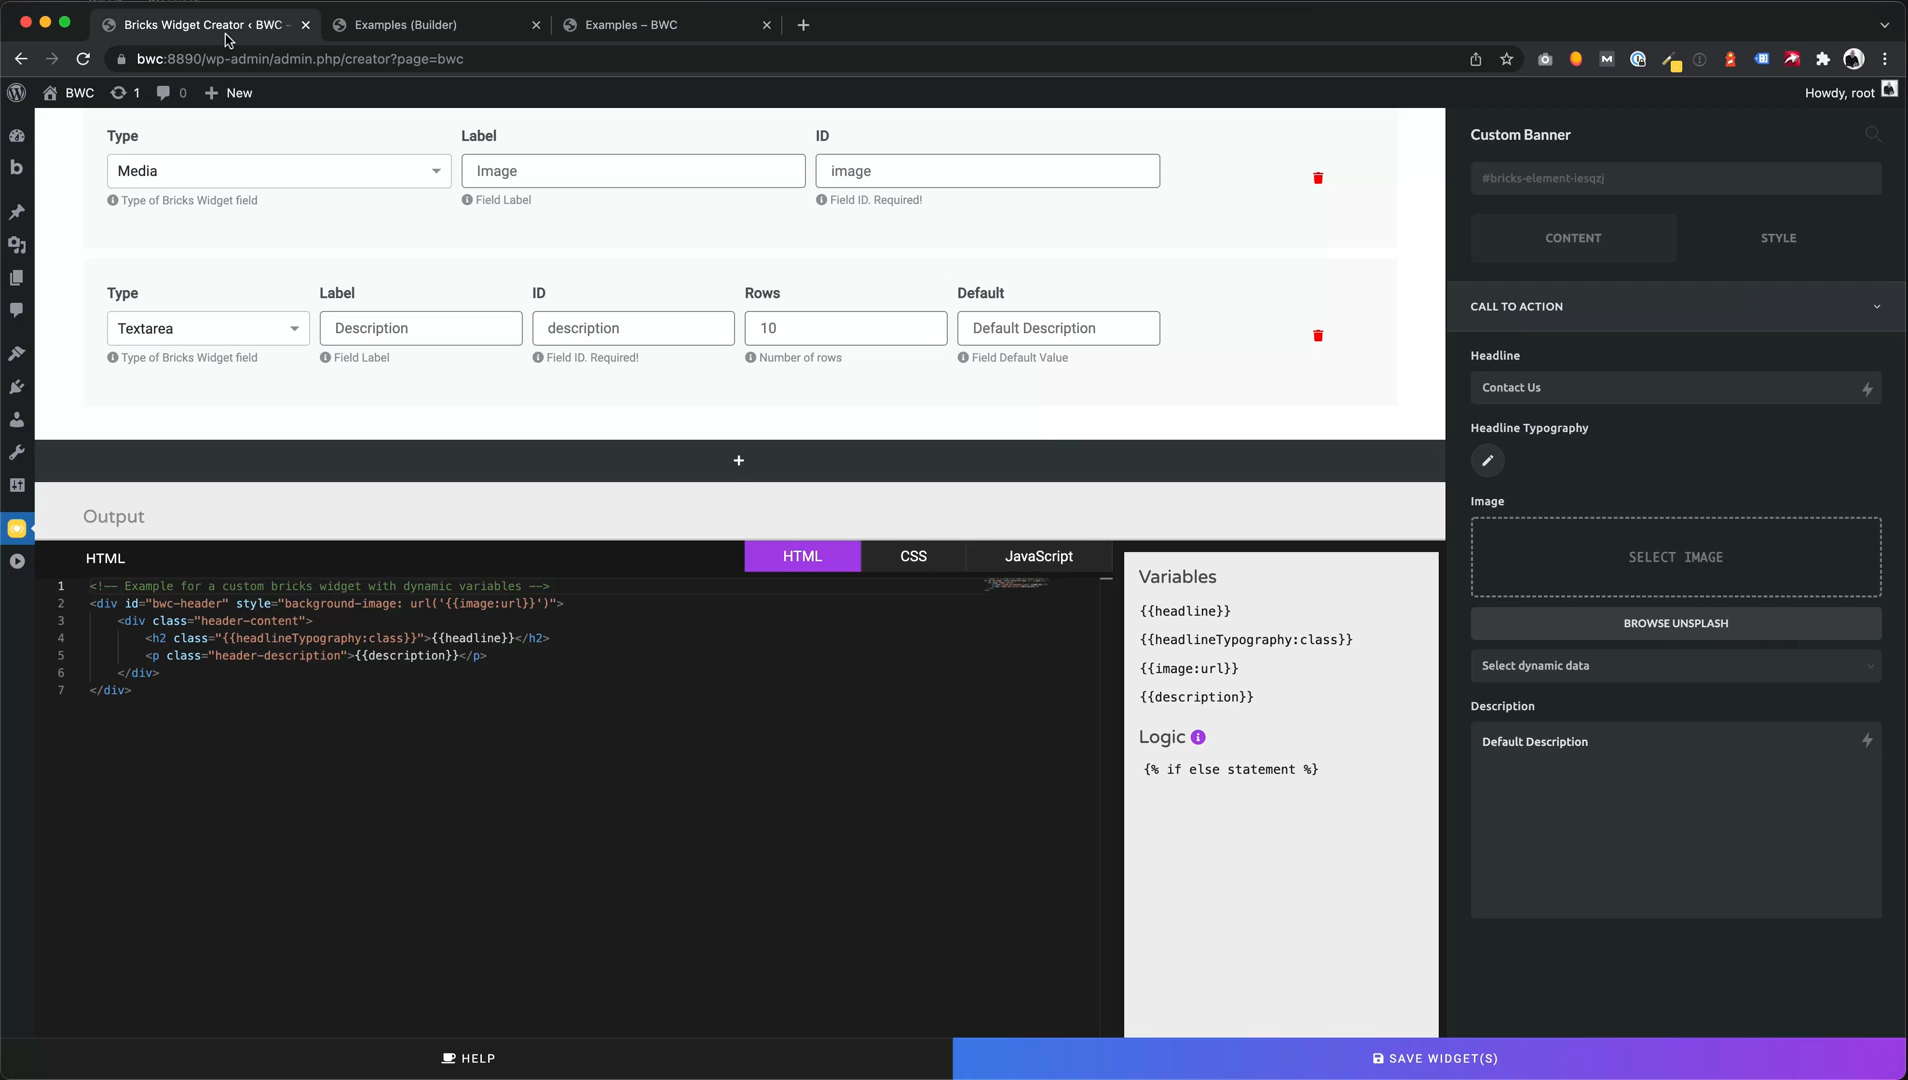 Bricks Widget Creator ‹ BWC
Examples (Builder)
Examples – BWC
bwc:8890/wp-admin/admin.php/creator?page=bwc
BWC
1
0
New
Howdy, root
Type
Label
ID
Media
Image
image
Type of Bricks Widget field
Field Label
Field ID. Required!
Type
Label
ID
Rows
Default
Textarea
Description
description
10
Default Description
Type of Bricks Widget field
Field Label
Field ID. Required!
Number of rows
Field Default Value
Output
HTML
HTML
CSS
JavaScript
1 <!-- Example for a custom bricks widget with dynamic variables -->
2 <div id="bwc-header" style="background-image: url('{{image:url}}')">
3 <div class="header-content">
4 <h2 class="{{headlineTypography:class}}">{{headline}}</h2>
5 <p class="header-description">{{description}}</p>
6 </div>
7 </div>
Variables
{{headline}}
{{headlineTypography:class}}
{{image:url}}
{{description}}
Logic
{% if else statement %}
Custom Banner
#bricks-element-iesqzj
CONTENT
STYLE
CALL TO ACTION
Headline
Contact Us
Headline Typography
Image
SELECT IMAGE
BROWSE UNSPLASH
Select dynamic data
Description
Default Description
HELP
SAVE WIDGET(S)